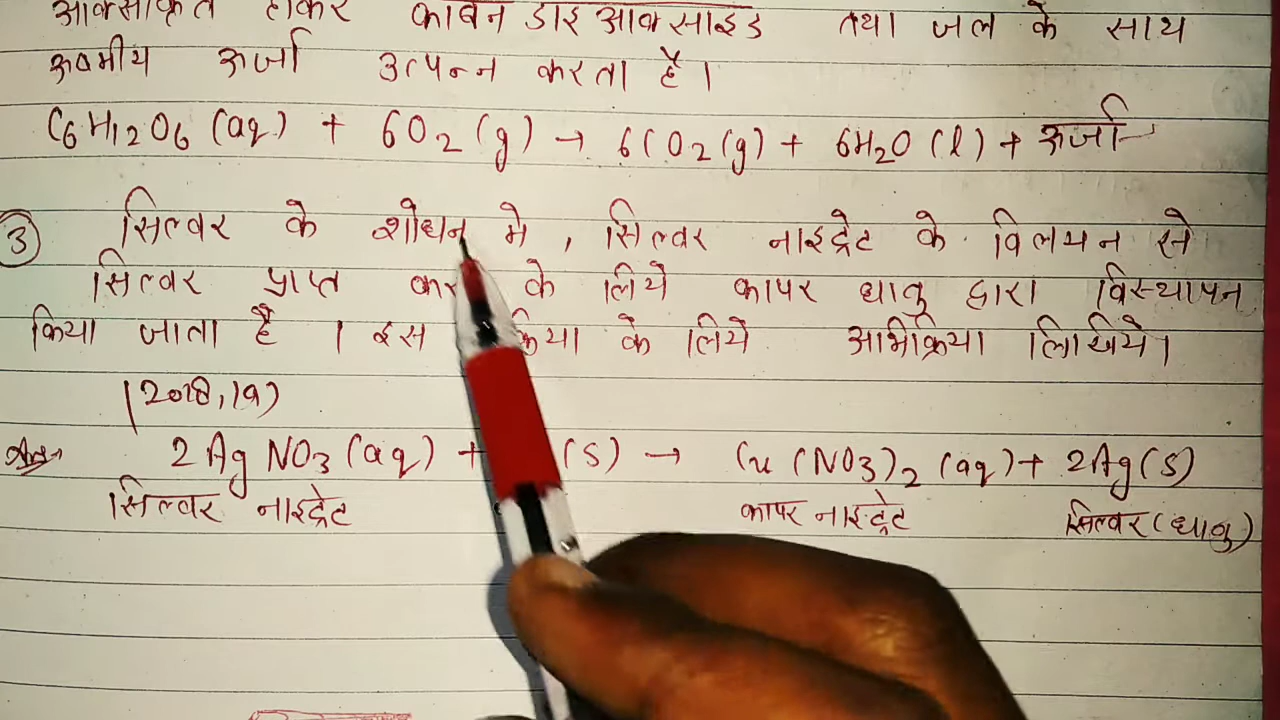 आक्सीकृत होकर कार्बन डाइ आक्साइड तथा जल के साथ
ऊष्मीय ऊर्जा उत्पन्न करता है।
C6H12O6 (aq) + 6O2 (g) → 6CO2 (g) + 6H2O (l) + ऊर्जा
3 सिल्वर के शोधन मे , सिल्वर नाइट्रेट के विलयन से
सिल्वर प्राप्त के लिये कापर धातु द्वारा विस्थापन
किया जाता है । इस के लिये अभिक्रिया लिखिये।
(2018,19)
Ans 2AgNO3 (aq) + (s) → Cu (NO3)2 (aq) + 2Ag(s)
सिल्वर नाइट्रेट कापर नाइट्रेट सिल्वर (धातु)